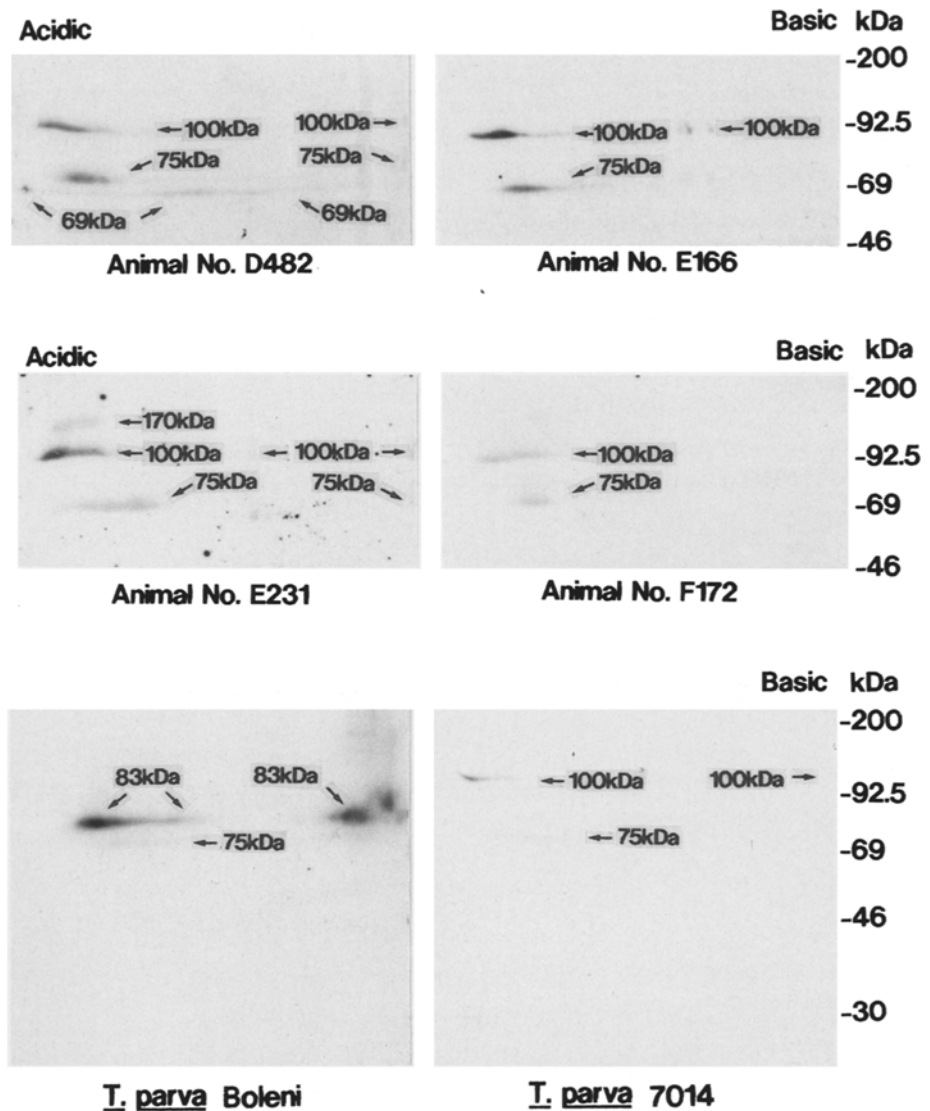 Acidic
Basic kDa
-200
100kDa
100kDa
100kDa
100kDa
-92.5
75kDa
75kDa
75kDa
-69
69kDa
69kDa
-46
Animal No. D482
Animal No. E166
Acidic
Basic kDa
-200
170kDa
100kDa
100kDa
100kDa
-92.5
75kDa
75kDa
75kDa
-69
-46
Animal No. E231
Animal No. F172
Basic kDa
-200
83kDa
83kDa
100kDa
100kDa
-92.5
75kDa
75kDa
-69
-46
-30
T. parva Boleni
T. parva 7014